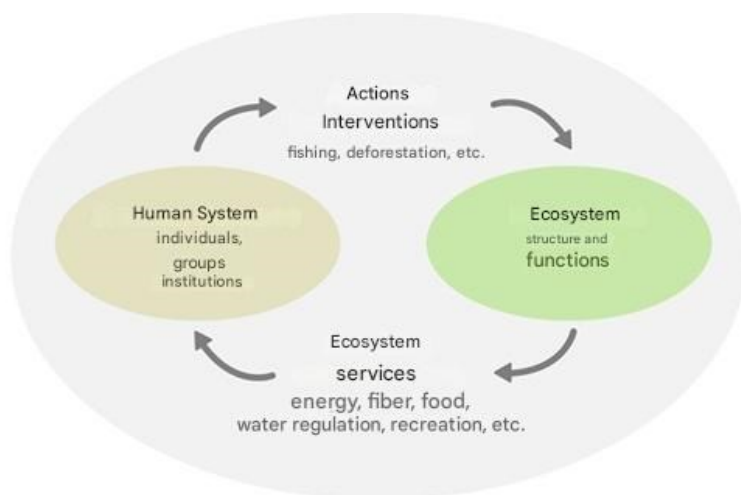 Actions
Interventions
fishing, deforestation, etc.
Human System
individuals,
groups
institutions
Ecosystem
structure and
functions
Ecosystem
services
energy, fiber, food,
water regulation, recreation, etc.